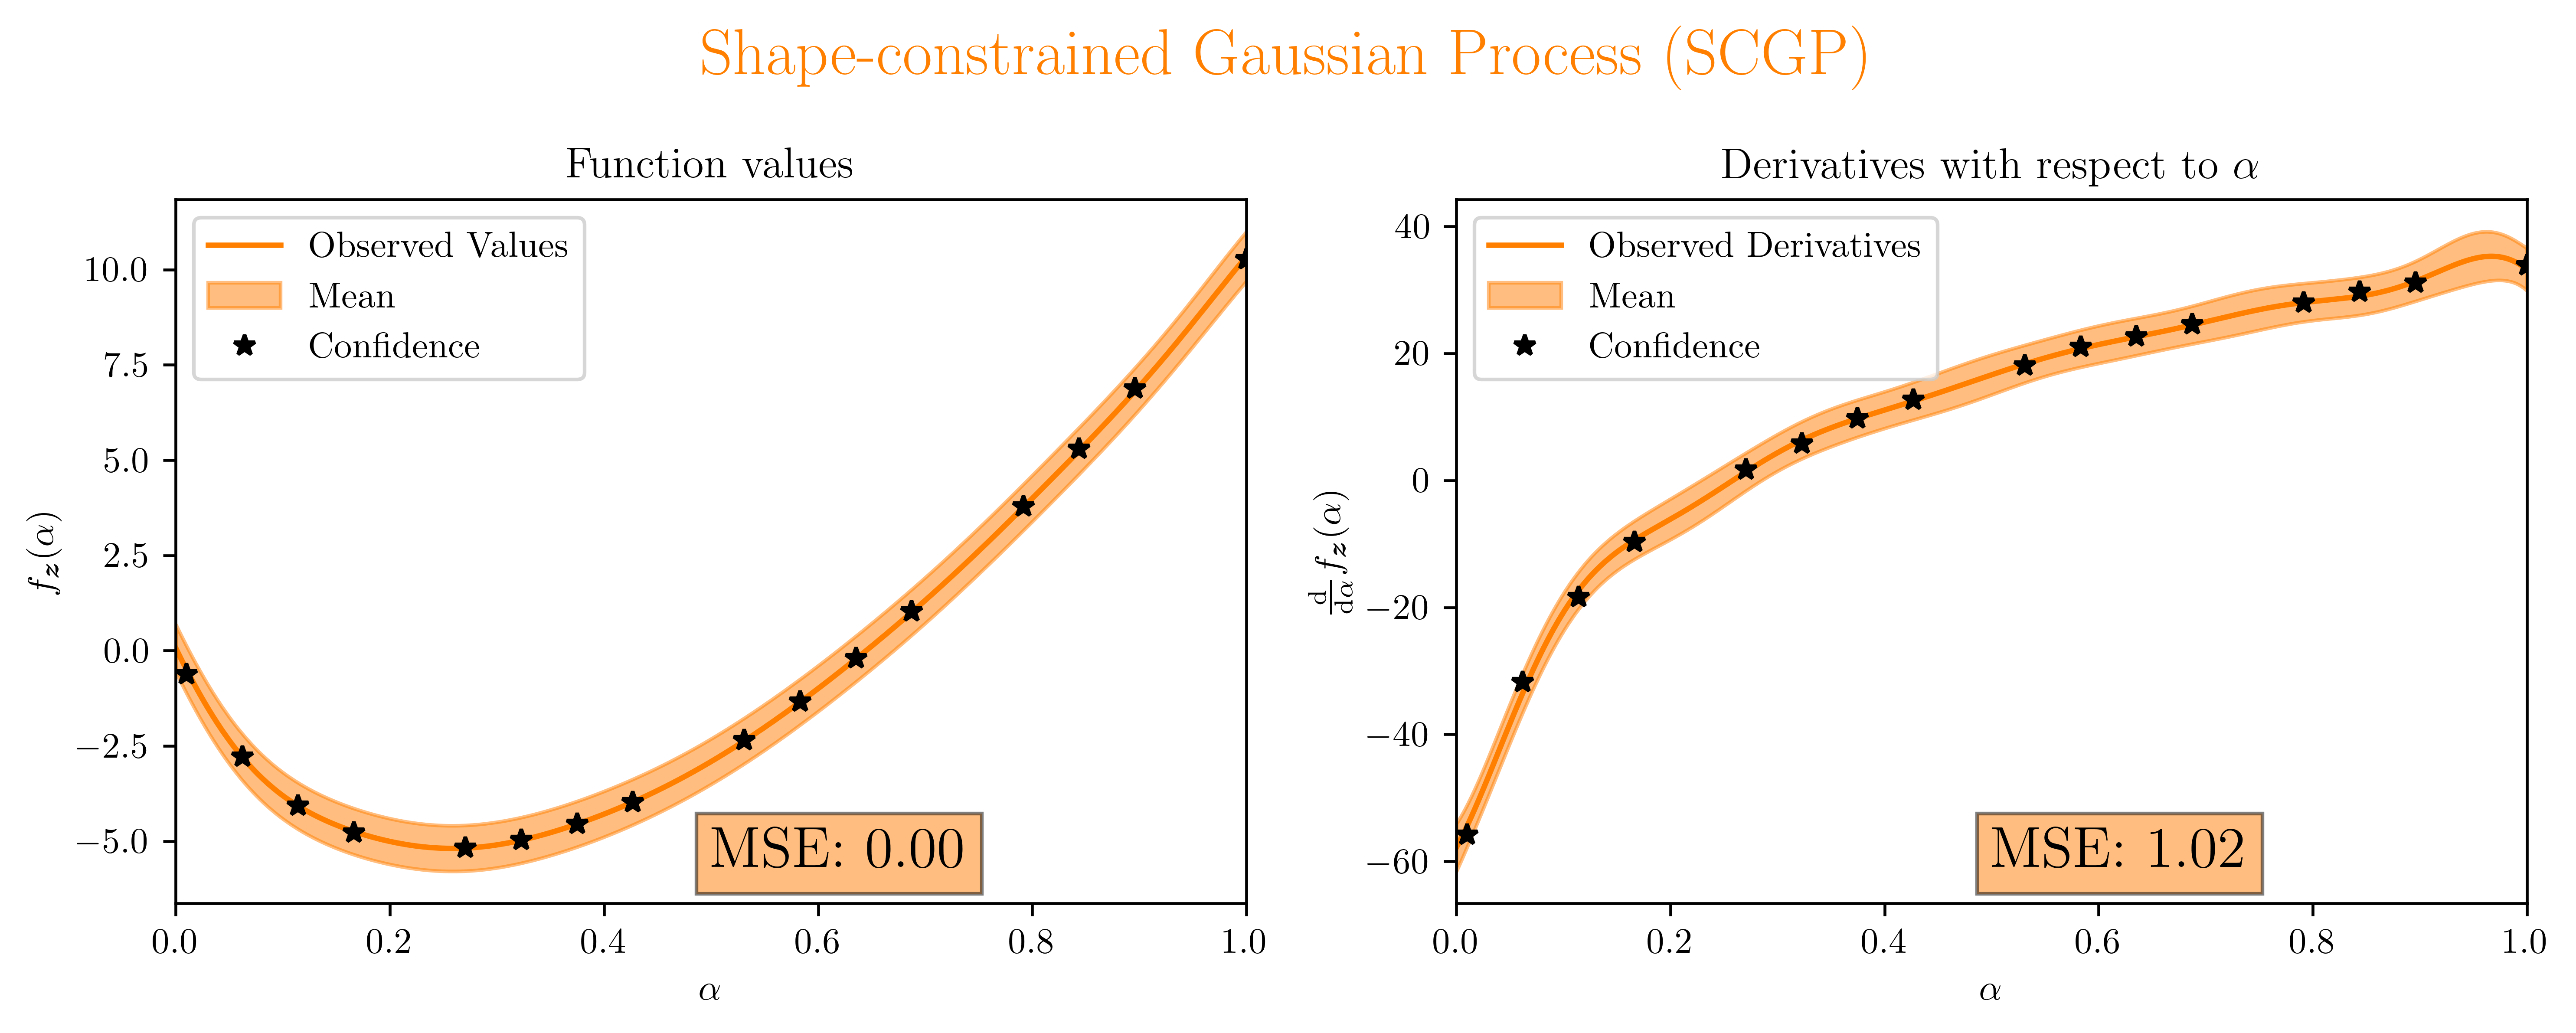 Shape-constrained Gaussian Process (SCGP)
Function values
Observed Values
Mean
Confidence
10.0
7.5
5.0
2.5
0.0
−2.5
−5.0
f_z(α)
MSE: 0.00
0.0 0.2 0.4 0.6 0.8 1.0
α
Derivatives with respect to α
Observed Derivatives
Mean
Confidence
40
20
0
−20
−40
−60
d/dα f_z(α)
MSE: 1.02
0.0 0.2 0.4 0.6 0.8 1.0
α